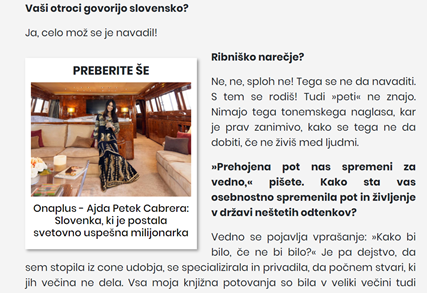 Vaši otroci govorijo slovensko?
Ja, celo mož se je navadil!
PREBERITE ŠE
Onaplus - Ajda Petek Cabrera:
Slovenka, ki je postala
svetovno uspešna milijonarka
Ribniško narečje?
Ne, ne, sploh ne! Tega se ne da navaditi.
S tem se rodiš! Tudi »peti« ne znajo.
Nimajo tega tonemskega naglasa, kar
je prav zanimivo, kako se tega ne da
dobiti, če ne živiš med ljudmi.
»Prehojena pot nas spremeni za
vedno,« pišete. Kako sta vas
osebnostno spremenila pot in življenje
v državi neštetih odtenkov?
Vedno se pojavlja vprašanje: »Kako bi
bilo, če ne bi bilo?« Je pa dejstvo, da
sem stopila iz cone udobja, se specializirala in privadila, da počnem stvari, ki
jih večina ne dela. Vsa moja knjižna potovanja so bila v veliki večini tudi